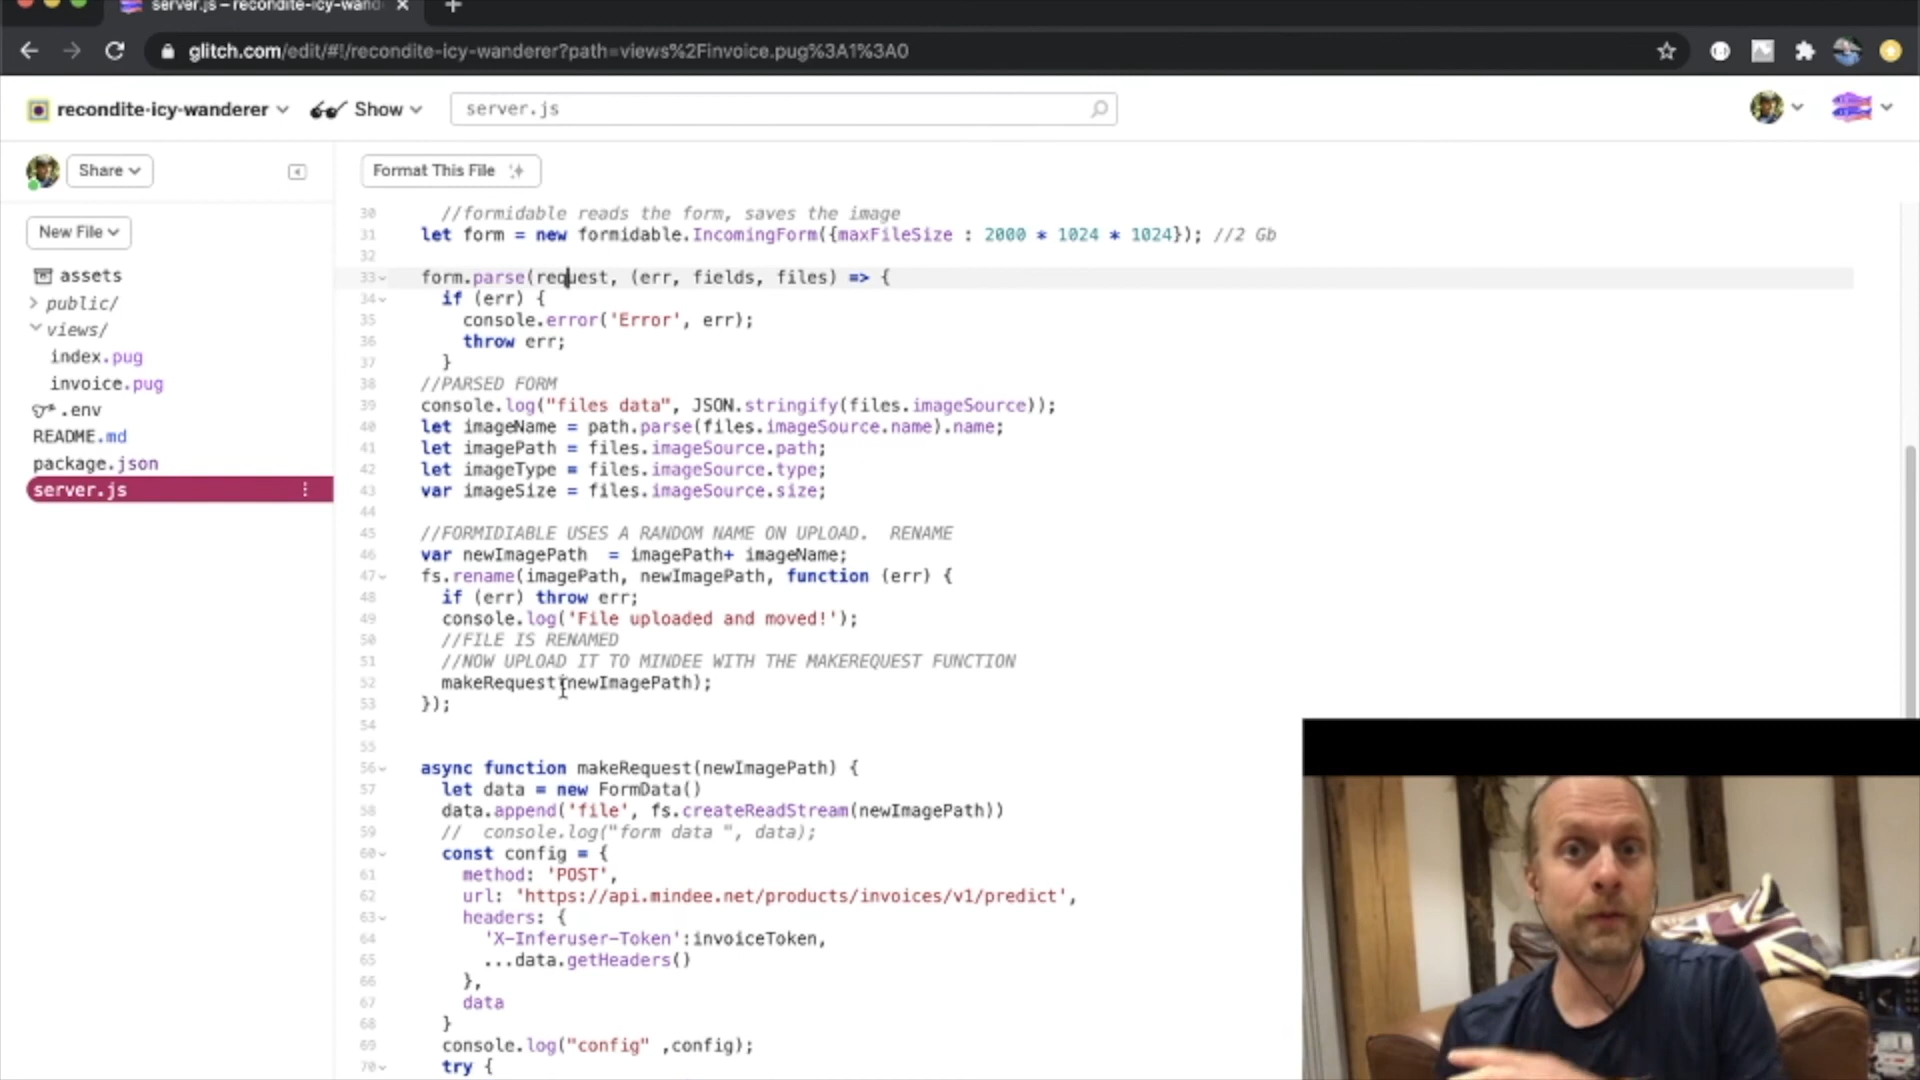 server.js – recondite-icy-wand
glitch.com/edit/#!/recondite-icy-wanderer?path=views%2Finvoice.pug%3A1%3A0
recondite-icy-wanderer
Show
server.js
Share
New File
assets
public/
views/
index.pug
invoice.pug
.env
README.md
package.json
server.js
Format This File
30 //formidable reads the form, saves the image
31 let form = new formidable.IncomingForm({maxFileSize : 2000 * 1024 * 1024}); //2 Gb
32
33 form.parse(request, (err, fields, files) => {
34 if (err) {
35 console.error('Error', err);
36 throw err;
37 }
38 //PARSED FORM
39 console.log("files data", JSON.stringify(files.imageSource));
40 let imageName = path.parse(files.imageSource.name).name;
41 let imagePath = files.imageSource.path;
42 let imageType = files.imageSource.type;
43 var imageSize = files.imageSource.size;
44
45 //FORMIDIABLE USES A RANDOM NAME ON UPLOAD.  RENAME
46 var newImagePath  = imagePath+ imageName;
47 fs.rename(imagePath, newImagePath, function (err) {
48 if (err) throw err;
49 console.log('File uploaded and moved!');
50 //FILE IS RENAMED
51 //NOW UPLOAD IT TO MINDEE WITH THE MAKEREQUEST FUNCTION
52 makeRequest(newImagePath);
53 });
54
55
56 async function makeRequest(newImagePath) {
57 let data = new FormData()
58 data.append('file', fs.createReadStream(newImagePath))
59 //  console.log("form data ", data);
60 const config = {
61 method: 'POST',
62 url: 'https://api.mindee.net/products/invoices/v1/predict',
63 headers: {
64 'X-Inferuser-Token':invoiceToken,
65 ...data.getHeaders()
66 },
67 data
68 }
69 console.log("config" ,config);
70 try {